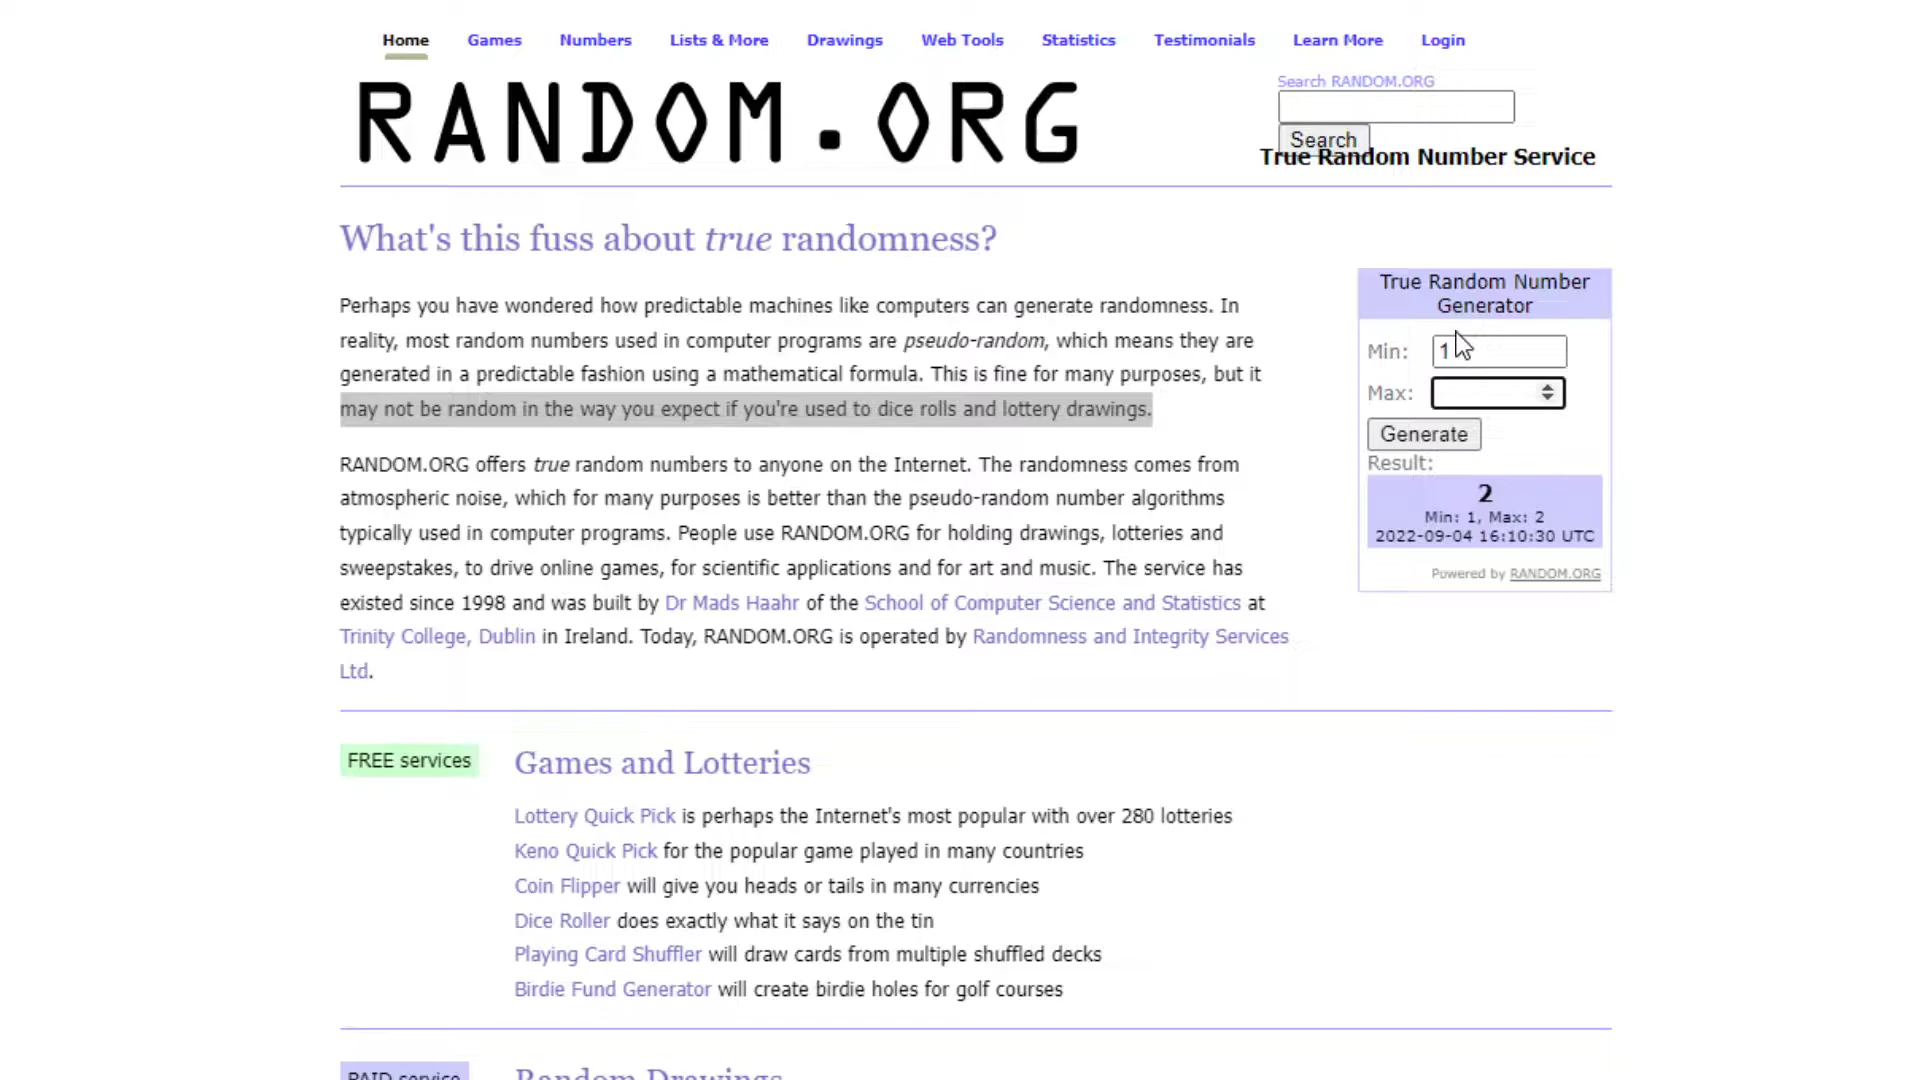 Home Games Numbers Lists & More Drawings Web Tools Statistics Testimonials Learn More Login
RANDOM.ORG
Search RANDOM.ORG
Search
True Random Number Service
What's this fuss about true randomness?
Perhaps you have wondered how predictable machines like computers can generate randomness. In
reality, most random numbers used in computer programs are pseudo-random, which means they are
generated in a predictable fashion using a mathematical formula. This is fine for many purposes, but it
may not be random in the way you expect if you're used to dice rolls and lottery drawings.
RANDOM.ORG offers true random numbers to anyone on the Internet. The randomness comes from
atmospheric noise, which for many purposes is better than the pseudo-random number algorithms
typically used in computer programs. People use RANDOM.ORG for holding drawings, lotteries and
sweepstakes, to drive online games, for scientific applications and for art and music. The service has
existed since 1998 and was built by Dr Mads Haahr of the School of Computer Science and Statistics at
Trinity College, Dublin in Ireland. Today, RANDOM.ORG is operated by Randomness and Integrity Services
Ltd.
True Random Number
Generator
Min: 1
Max:
Generate
Result:
2
Min: 1, Max: 2
2022-09-04 16:10:30 UTC
Powered by RANDOM.ORG
FREE services
Games and Lotteries
Lottery Quick Pick is perhaps the Internet's most popular with over 280 lotteries
Keno Quick Pick for the popular game played in many countries
Coin Flipper will give you heads or tails in many currencies
Dice Roller does exactly what it says on the tin
Playing Card Shuffler will draw cards from multiple shuffled decks
Birdie Fund Generator will create birdie holes for golf courses
PAID service
Random Drawings